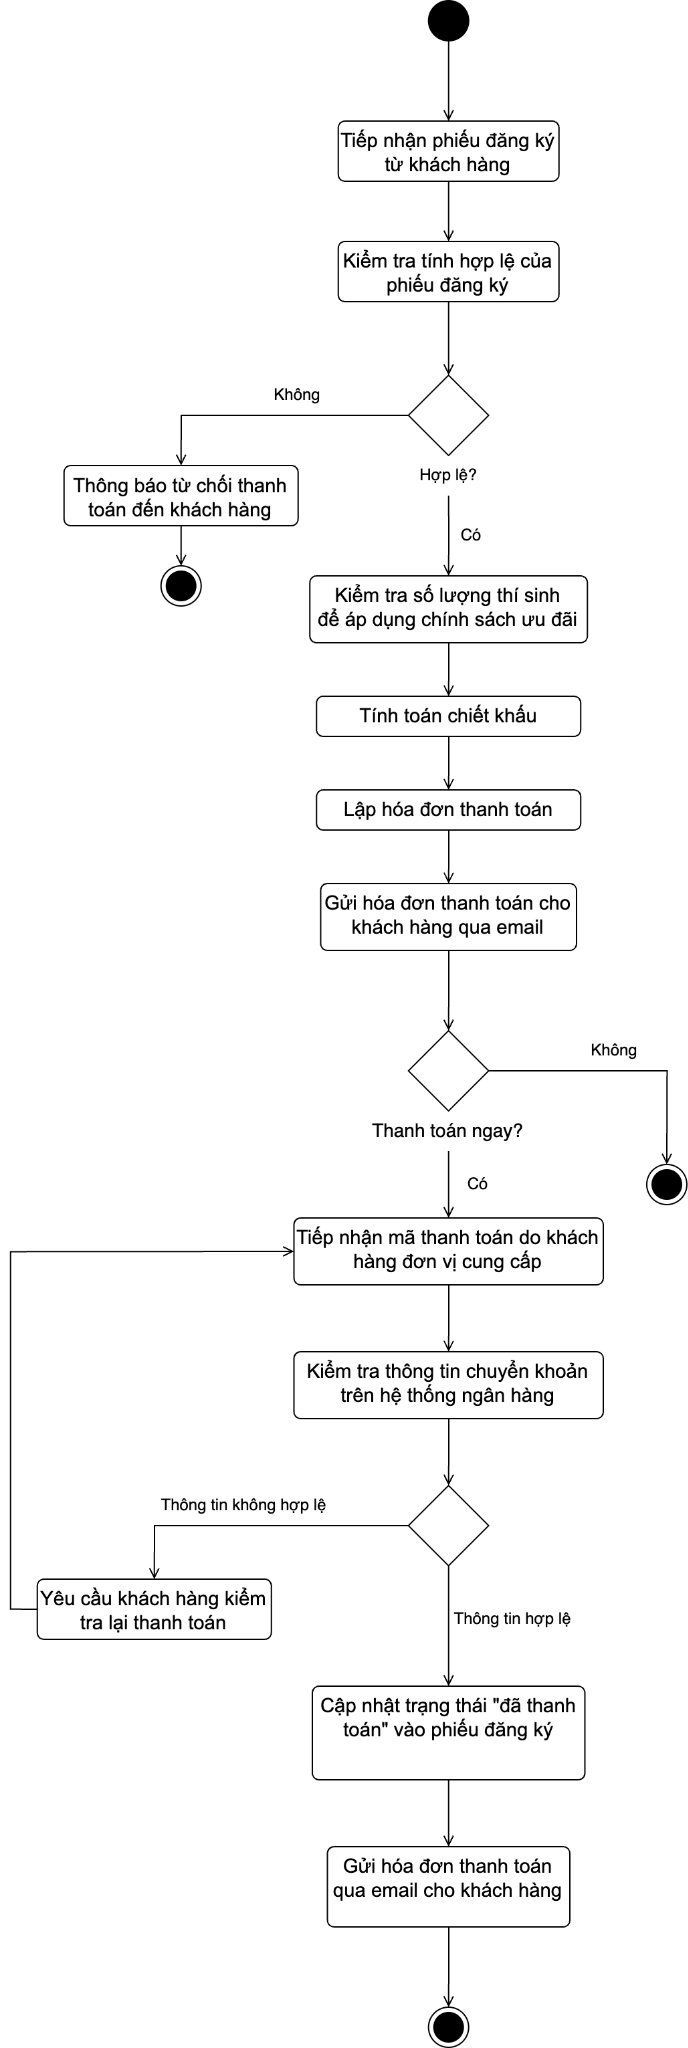 Tiếp nhận phiếu đăng ký
từ khách hàng
Kiểm tra tính hợp lệ của
phiếu đăng ký
Không
Hợp lệ?
Thông báo từ chối thanh
toán đến khách hàng
Có
Kiểm tra số lượng thí sinh
để áp dụng chính sách ưu đãi
Tính toán chiết khấu
Lập hóa đơn thanh toán
Gửi hóa đơn thanh toán cho
khách hàng qua email
Không
Thanh toán ngay?
Có
Tiếp nhận mã thanh toán do khách
hàng đơn vị cung cấp
Kiểm tra thông tin chuyển khoản
trên hệ thống ngân hàng
Thông tin không hợp lệ
Yêu cầu khách hàng kiểm
tra lại thanh toán
Thông tin hợp lệ
Cập nhật trạng thái "đã thanh
toán" vào phiếu đăng ký
Gửi hóa đơn thanh toán
qua email cho khách hàng